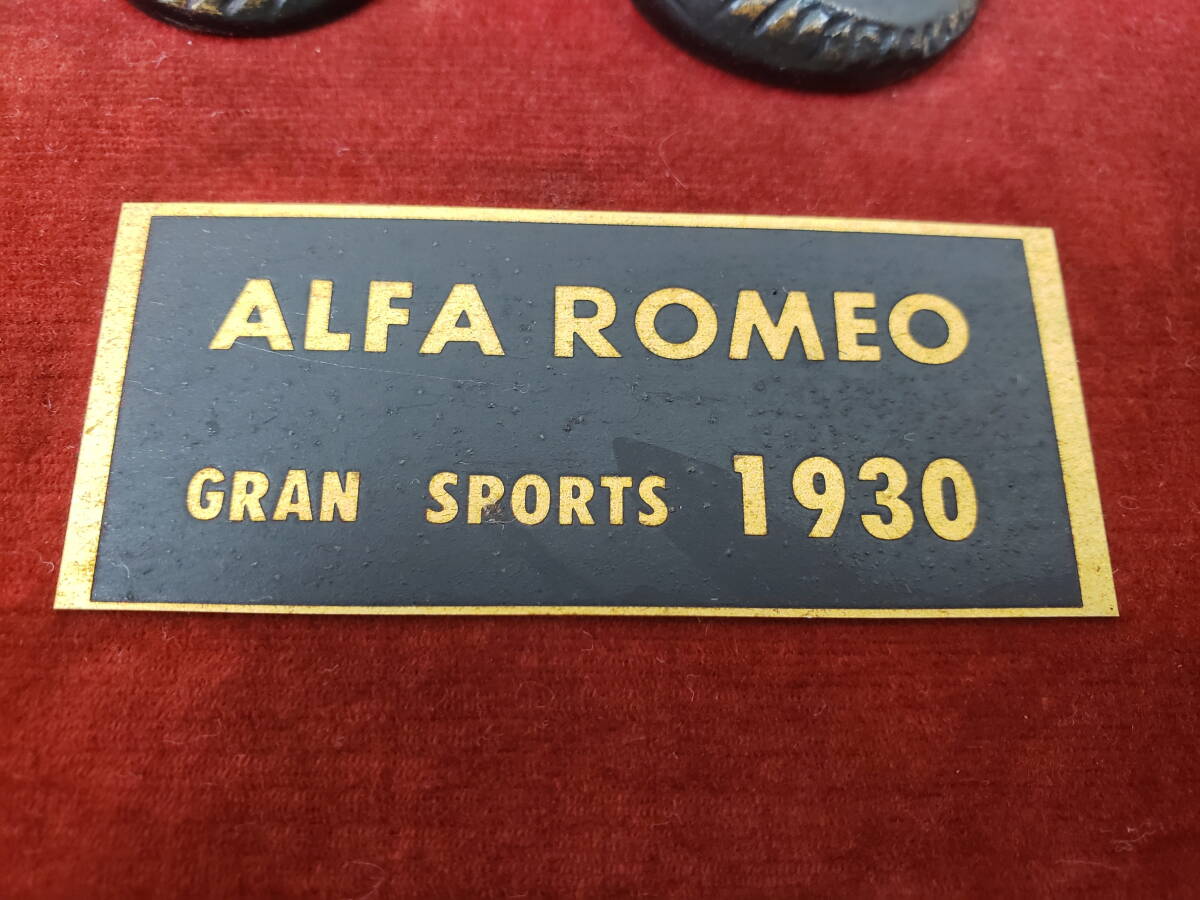 ALFA ROMEO
GRAN SPORTS 1930